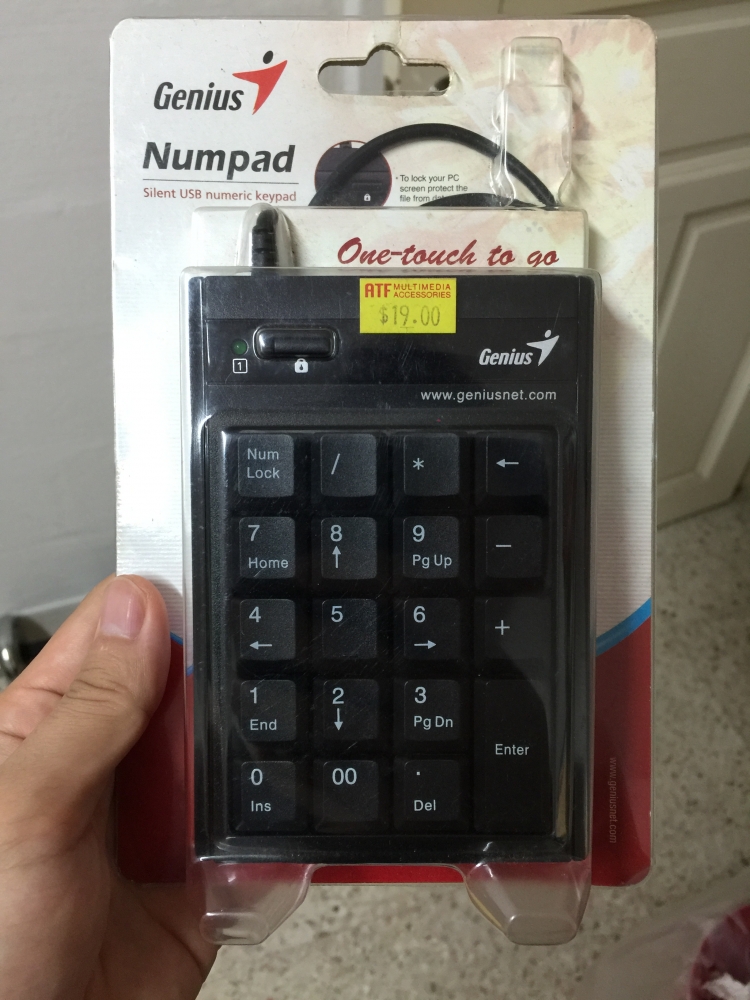 Genius
Numpad
Silent USB numeric keypad
· To lock your PC
screen protect the
file from
One-touch to go
ATF MULTIMEDIA
ACCESSORIES
$19.00
1
Genius
www.geniusnet.com
Num
Lock
/
*
←
7
Home
8
↑
9
Pg Up
−
4
←
5
6
→
+
1
End
2
↓
3
Pg Dn
Enter
0
Ins
00
.
Del
www.geniusnet.com